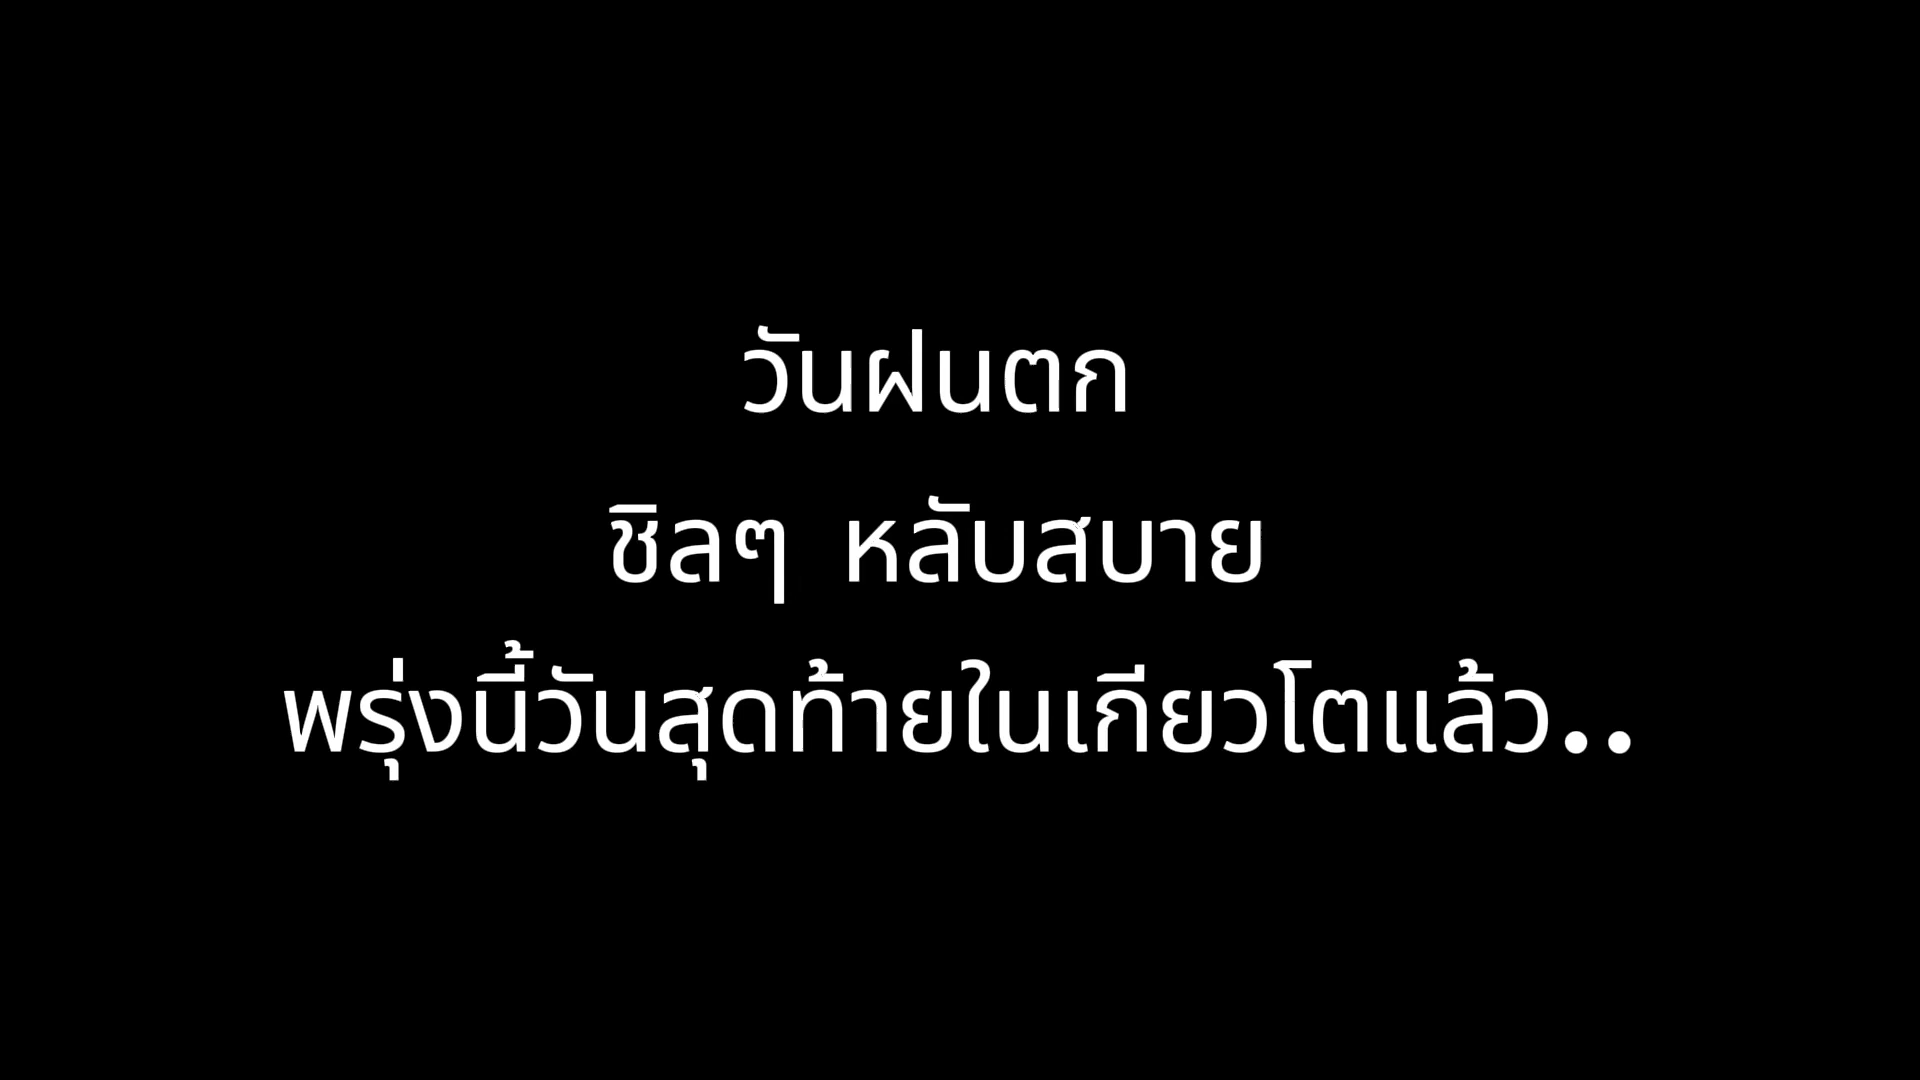 วันฝนตก
ชิลๆ หลับสบาย
พรุ่งนี้วันสุดท้ายในเกียวโตแล้ว..